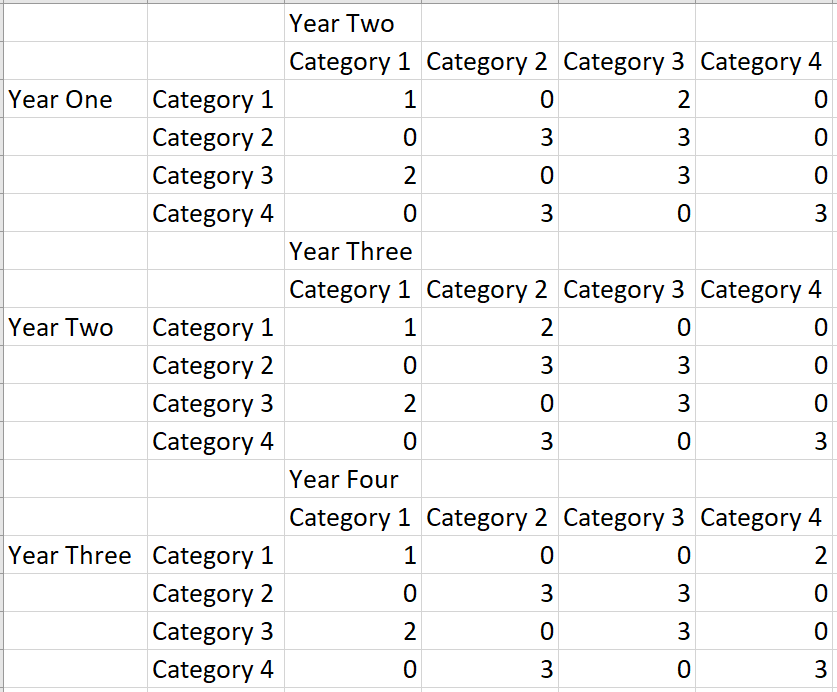 Year Two
Category 1 Category 2 Category 3 Category 4
Year One Category 1 1 0 2 0
Category 2 0 3 3 0
Category 3 2 0 3 0
Category 4 0 3 0 3
Year Three
Category 1 Category 2 Category 3 Category 4
Year Two Category 1 1 2 0 0
Category 2 0 3 3 0
Category 3 2 0 3 0
Category 4 0 3 0 3
Year Four
Category 1 Category 2 Category 3 Category 4
Year Three Category 1 1 0 0 2
Category 2 0 3 3 0
Category 3 2 0 3 0
Category 4 0 3 0 3